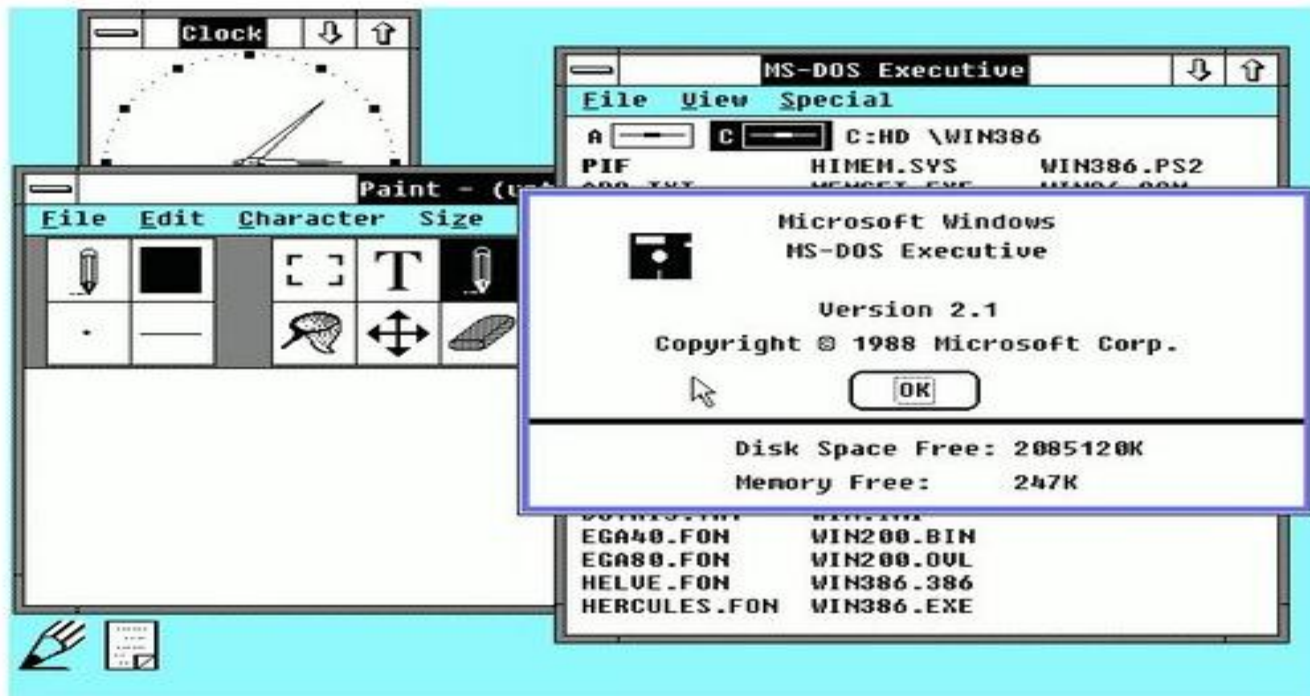 Clock
MS-DOS Executive
File View Special
A C C:HD \WIN386
PIF HIMEM.SYS WIN386.PS2
Paint - (unt
File Edit Character Size
T
Microsoft Windows
MS-DOS Executive
Version 2.1
Copyright © 1988 Microsoft Corp.
OK
Disk Space Free: 2085120K
Memory Free: 247K
EGA40.FON WIN200.BIN
EGA80.FON WIN200.OVL
HELVE.FON WIN386.386
HERCULES.FON WIN386.EXE